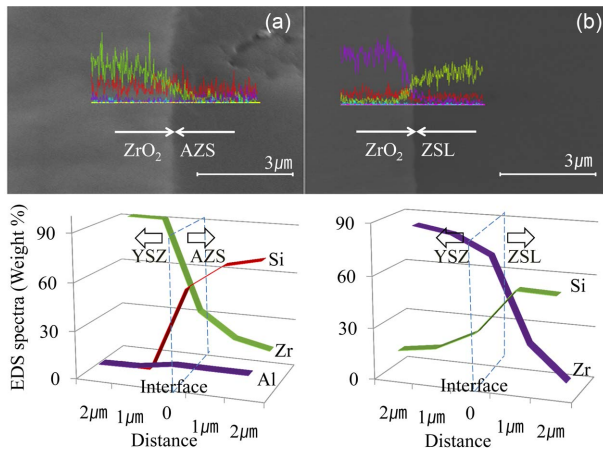 (a)
ZrO2 AZS
3μm
(b)
ZrO2 ZSL
3μm
EDS spectra (Weight %)
90
60
30
0
YSZ AZS
Si
Zr
Al
Interface
2μm 1μm 0 1μm 2μm
Distance
90
60
30
0
YSZ ZSL
Si
Zr
Interface
2μm 1μm 0 1μm 2μm
Distance